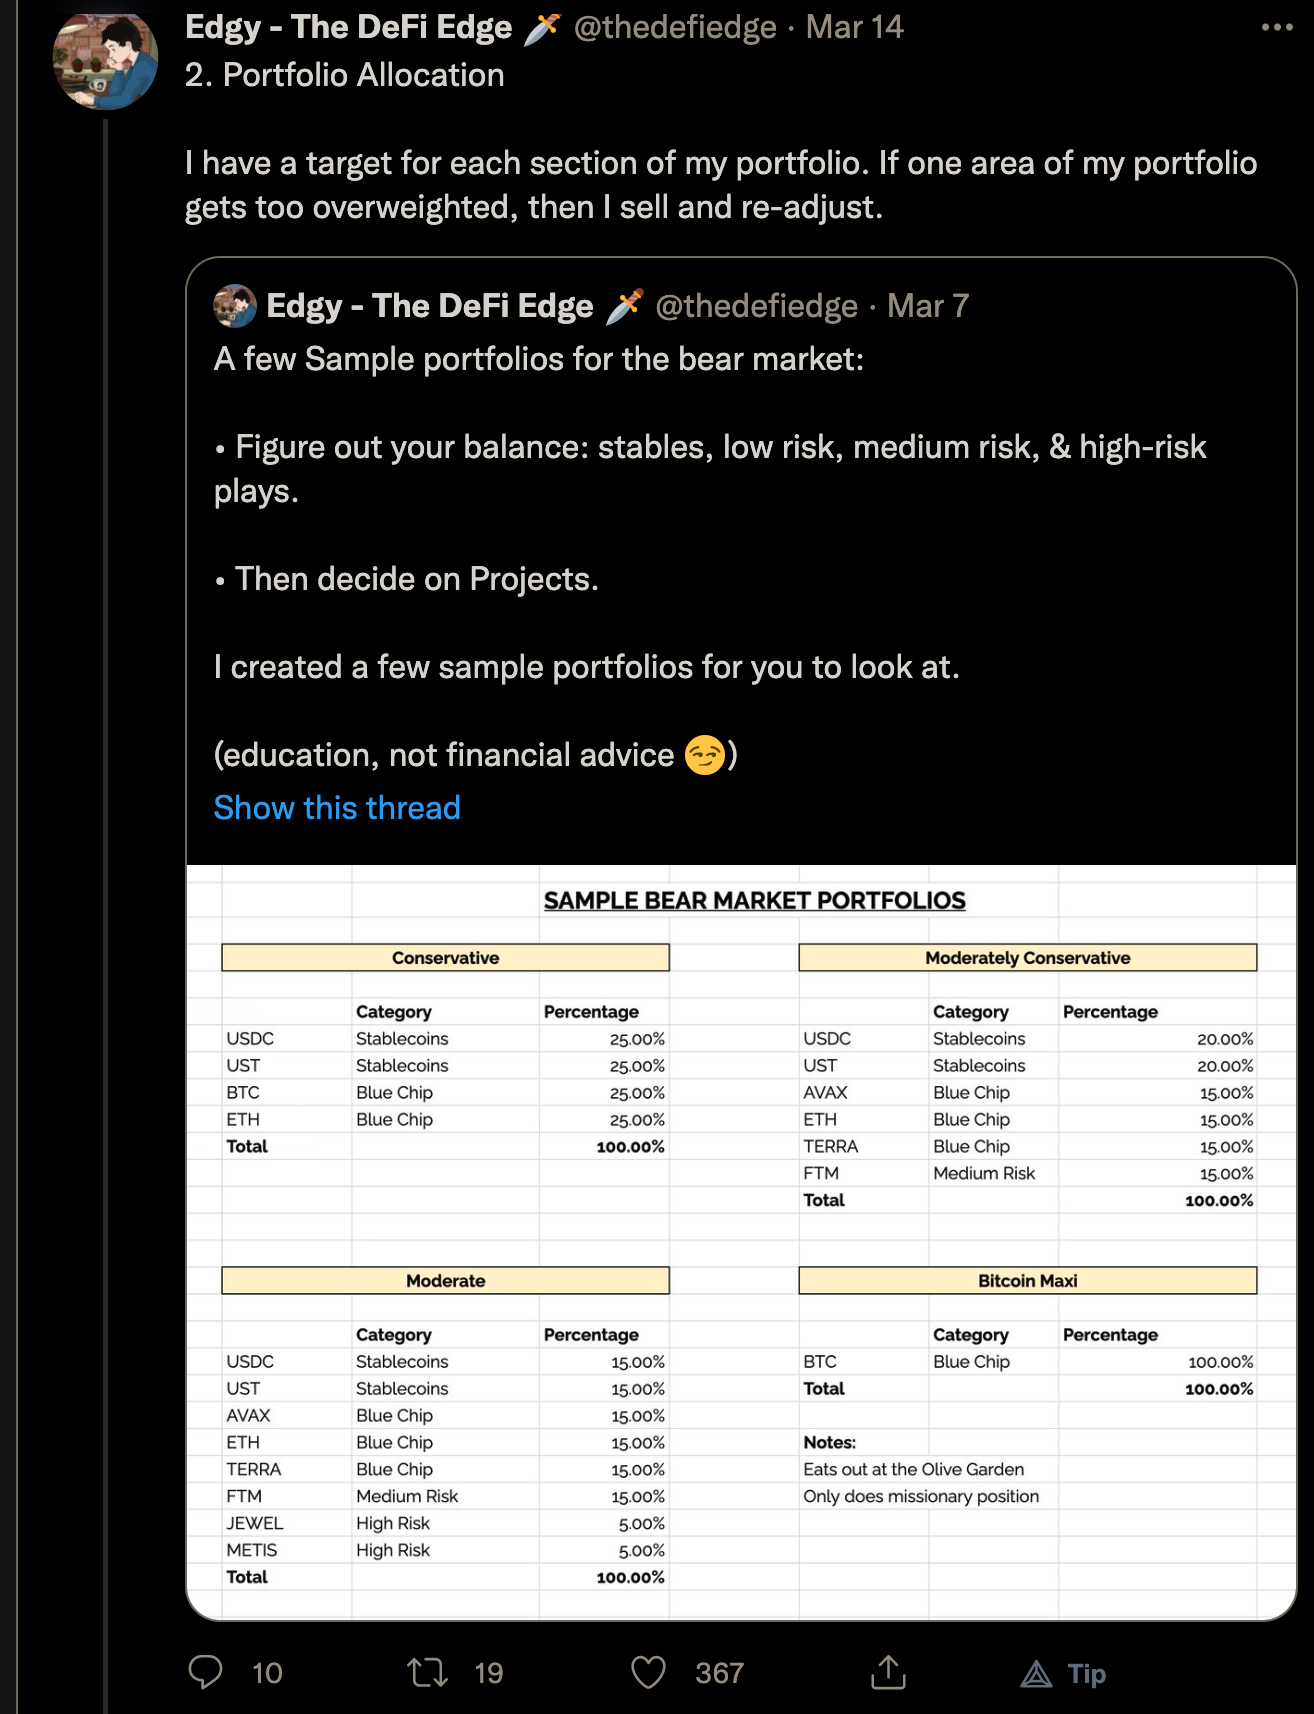 Edgy - The DeFi Edge 🗡️ @thedefiedge · Mar 14
2. Portfolio Allocation
I have a target for each section of my portfolio. If one area of my portfolio
gets too overweighted, then I sell and re-adjust.
Edgy - The DeFi Edge 🗡️ @thedefiedge · Mar 7
A few Sample portfolios for the bear market:
• Figure out your balance: stables, low risk, medium risk, & high-risk
plays.
• Then decide on Projects.
I created a few sample portfolios for you to look at.
(education, not financial advice 😏)
Show this thread
SAMPLE BEAR MARKET PORTFOLIOS
Conservative
Category Percentage
USDC Stablecoins 25.00%
UST Stablecoins 25.00%
BTC Blue Chip 25.00%
ETH Blue Chip 25.00%
Total 100.00%
Moderately Conservative
Category Percentage
USDC Stablecoins 20.00%
UST Stablecoins 20.00%
AVAX Blue Chip 15.00%
ETH Blue Chip 15.00%
TERRA Blue Chip 15.00%
FTM Medium Risk 15.00%
Total 100.00%
Moderate
Category Percentage
USDC Stablecoins 15.00%
UST Stablecoins 15.00%
AVAX Blue Chip 15.00%
ETH Blue Chip 15.00%
TERRA Blue Chip 15.00%
FTM Medium Risk 15.00%
JEWEL High Risk 5.00%
METIS High Risk 5.00%
Total 100.00%
Bitcoin Maxi
Category Percentage
BTC Blue Chip 100.00%
Total 100.00%
Notes:
Eats out at the Olive Garden
Only does missionary position
10 19 367 Tip